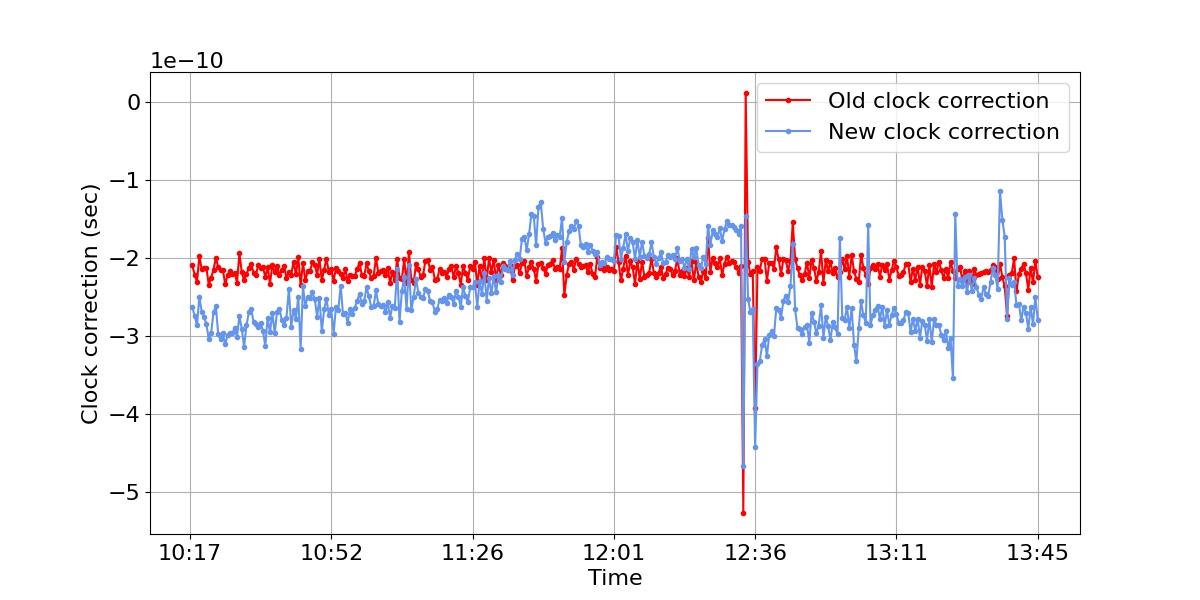 1e−10
0
−1
−2
−3
−4
−5
Clock correction (sec)
Old clock correction
New clock correction
10:17 10:52 11:26 12:01 12:36 13:11 13:45
Time